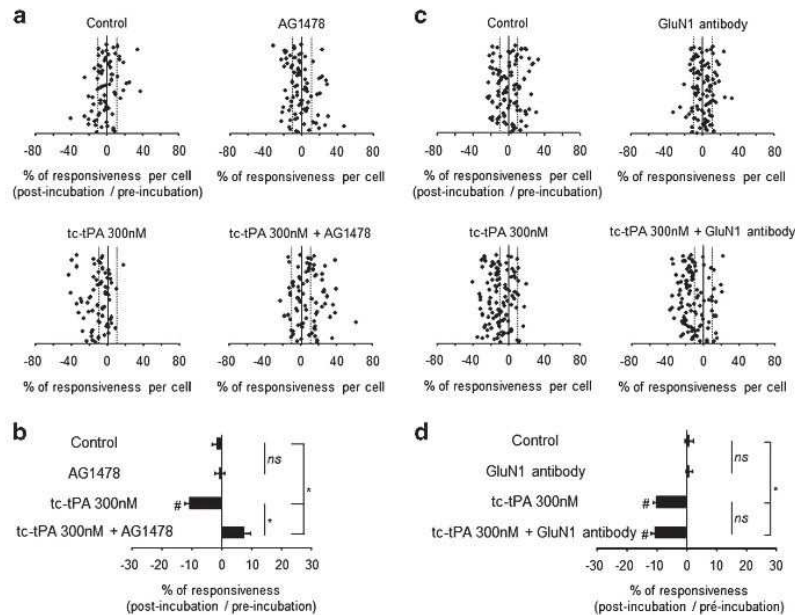 a
Control
AG1478
-80 -40 0 40 80
-80 -40 0 40 80
% of responsiveness per cell
(post-incubation / pre-incubation)
% of responsiveness per cell
tc-tPA 300nM
tc-tPA 300nM + AG1478
-80 -40 0 40 80
-80 -40 0 40 80
% of responsiveness per cell
% of responsiveness per cell
c
Control
GluN1 antibody
-80 -40 0 40 80
-80 -40 0 40 80
% of responsiveness per cell
(post-incubation / pre-incubation)
% of responsiveness per cell
tc-tPA 300nM
tc-tPA 300nM + GluN1 antibody
-80 -40 0 40 80
-80 -40 0 40 80
% of responsiveness per cell
% of responsiveness per cell
b
Control
AG1478
tc-tPA 300nM
tc-tPA 300nM + AG1478
#
ns
*
*
-30 -20 -10 0 10 20 30
% of responsiveness
(post-incubation / pre-incubation)
d
Control
GluN1 antibody
tc-tPA 300nM
tc-tPA 300nM + GluN1 antibody
#
#
ns
ns
*
-30 -20 -10 0 10 20 30
% of responsiveness
(post-incubation / pré-incubation)